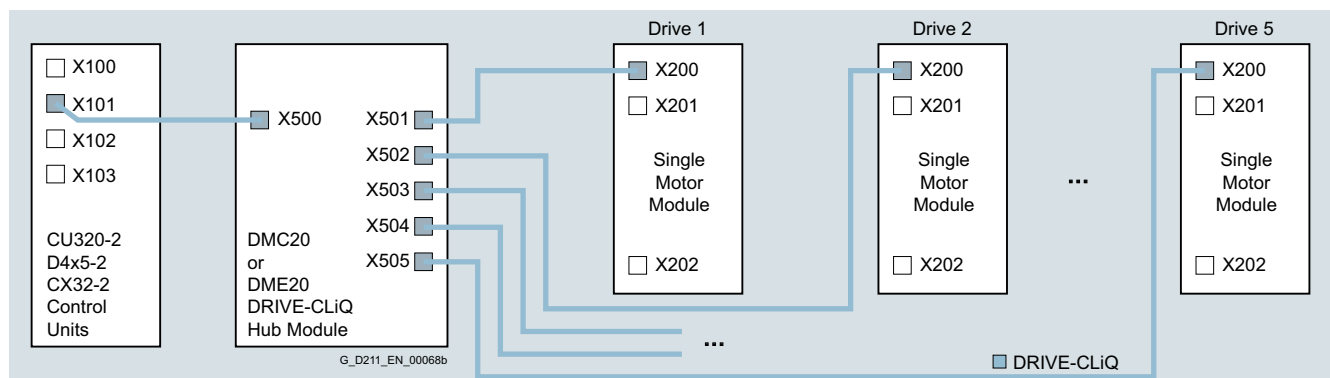 Drive 1
Drive 2
Drive 5
X100
X101
X102
X103
CU320-2
D4x5-2
CX32-2
Control
Units
X500
X501
X502
X503
X504
X505
DMC20
or
DME20
DRIVE-CLiQ
Hub Module
G_D211_EN_00068b
X200
X201
Single
Motor
Module
X202
X200
X201
Single
Motor
Module
X202
...
X200
X201
Single
Motor
Module
X202
...
DRIVE-CLiQ